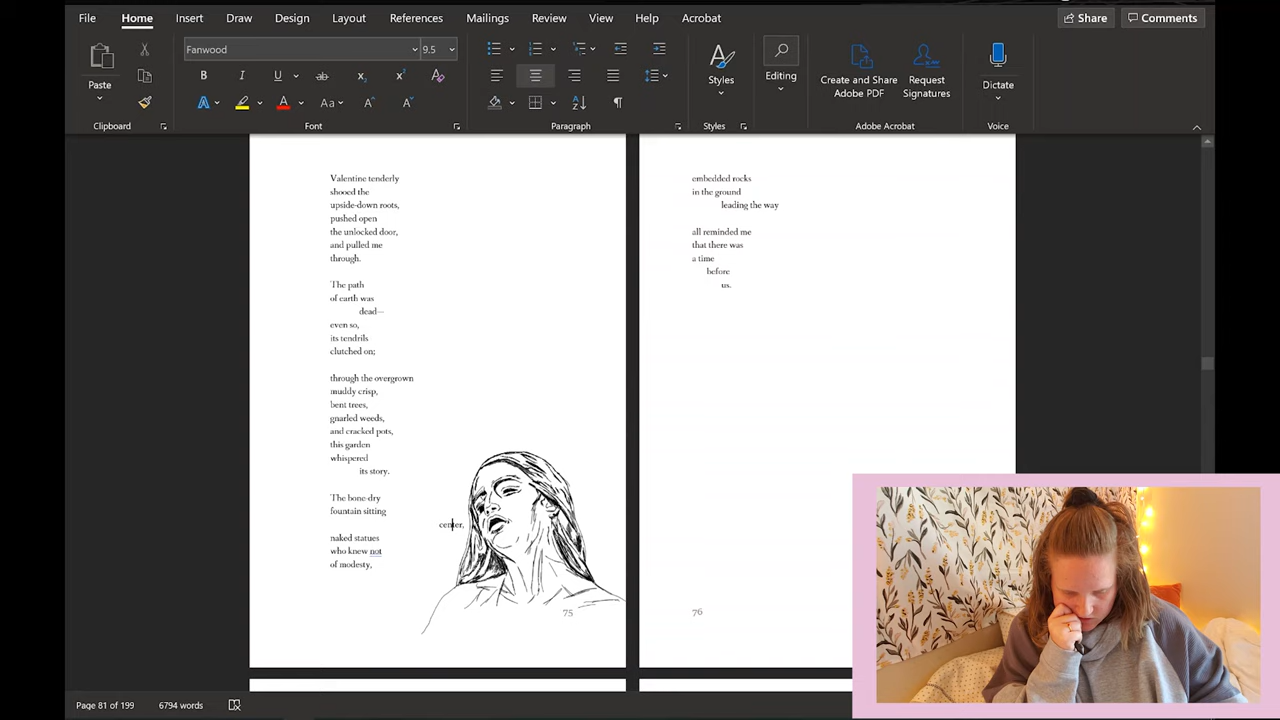 File Home Insert Draw Design Layout References Mailings Review View Help Acrobat Share Comments
Fanwood 9.5
Paste
Styles
Editing
Create and Share
Adobe PDF
Request
Signatures
Dictate
Clipboard Font Paragraph Styles Adobe Acrobat Voice
Valentine tenderly
shooed the
upside-down roots,
pushed open
the unlocked door,
and pulled me
through.
The path
of earth was
dead—
even so,
its tendrils
clutched on;
through the overgrown
muddy crisp,
bent trees,
gnarled weeds,
and cracked pots,
this garden
whispered
its story.
The bone-dry
fountain sitting
center,
naked statues
who knew not
of modesty,
75
embedded rocks
in the ground
leading the way
all reminded me
that there was
a time
before
us.
76
Page 81 of 199 6794 words